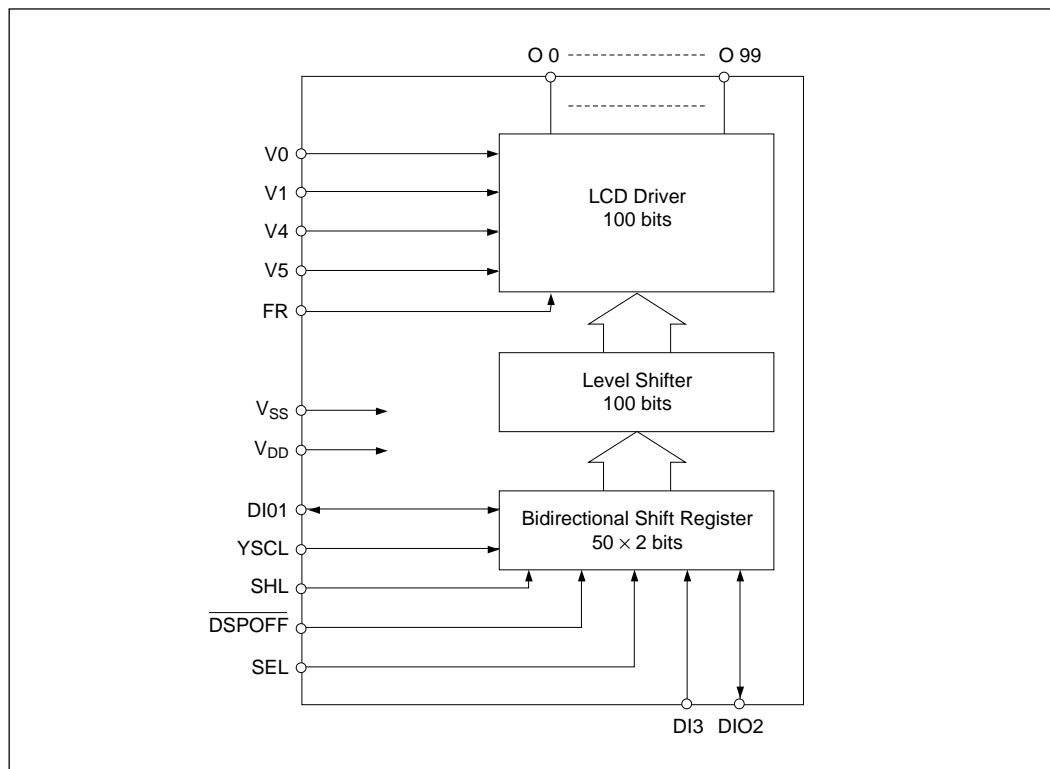 O 0 O 99
V0
V1
V4
V5
FR
LCD Driver
100 bits
Level Shifter
100 bits
VSS
VDD
DI01
YSCL
SHL
DSPOFF
SEL
Bidirectional Shift Register
50 × 2 bits
DI3 DIO2